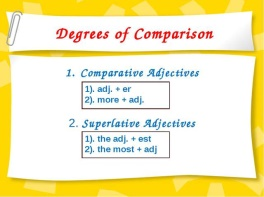 Degrees of Comparison
1. Comparative Adjectives
1). adj. + er
2). more + adj.
2. Superlative Adjectives
1). the adj. + est
2). the most + adj